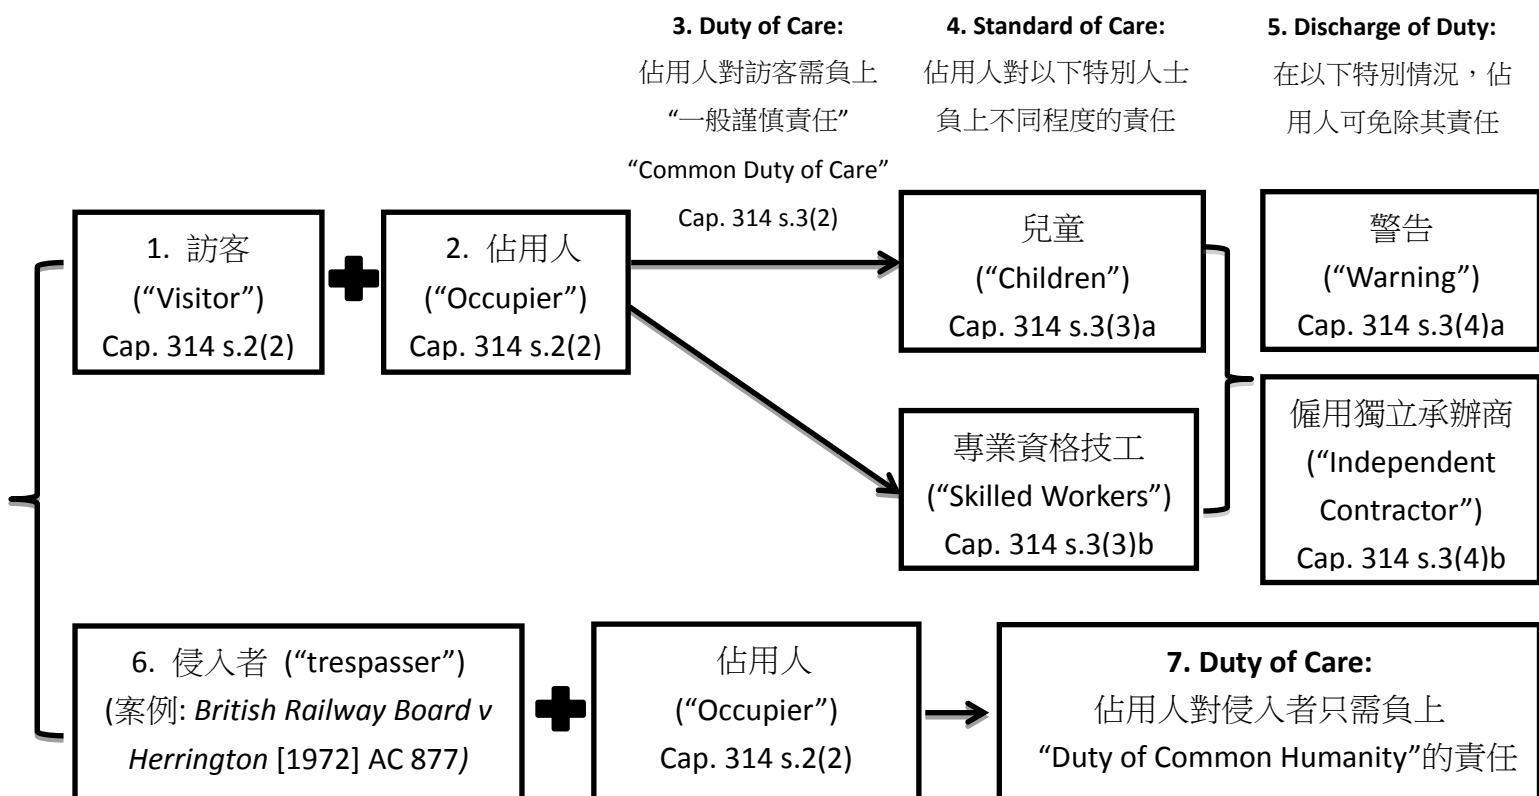 3. Duty of Care:
佔用人對訪客需負上
“一般謹慎責任”
“Common Duty of Care”
Cap. 314 s.3(2)
4. Standard of Care:
佔用人對以下特別人士
負上不同程度的責任
5. Discharge of Duty:
在以下特別情況，佔
用人可免除其責任
1. 訪客
(“Visitor”)
Cap. 314 s.2(2)
2. 佔用人
(“Occupier”)
Cap. 314 s.2(2)
兒童
(“Children”)
Cap. 314 s.3(3)a
警告
(“Warning”)
Cap. 314 s.3(4)a
專業資格技工
(“Skilled Workers”)
Cap. 314 s.3(3)b
僱用獨立承辦商
(“Independent
Contractor”)
Cap. 314 s.3(4)b
6. 侵入者 (“trespasser”)
(案例: British Railway Board v
Herrington [1972] AC 877)
佔用人
(“Occupier”)
Cap. 314 s.2(2)
7. Duty of Care:
佔用人對侵入者只需負上
“Duty of Common Humanity”的責任